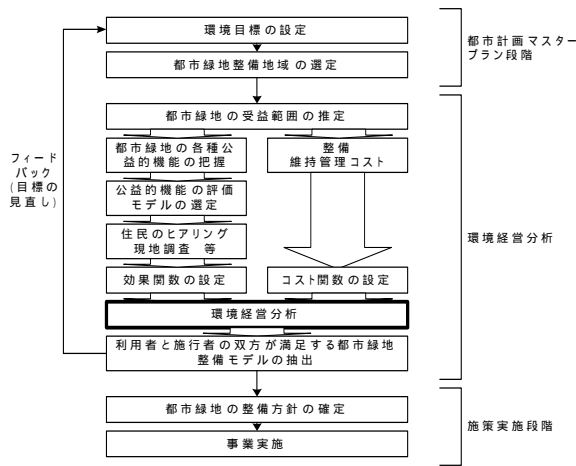 環境目標の設定
都市緑地整備地域の選定
都市計画マスター
プラン段階
都市緑地の受益範囲の推定
都市緑地の各種公
益的機能の把握
整備
維持管理コスト
公益的機能の評価
モデルの選定
住民のヒアリング
現地調査 等
効果関数の設定
コスト関数の設定
環境経営分析
利用者と施行者の双方が満足する都市緑地
整備モデルの抽出
フィード
バック
(目標の
見直し)
環境経営分析
都市緑地の整備方針の確定
事業実施
施策実施段階